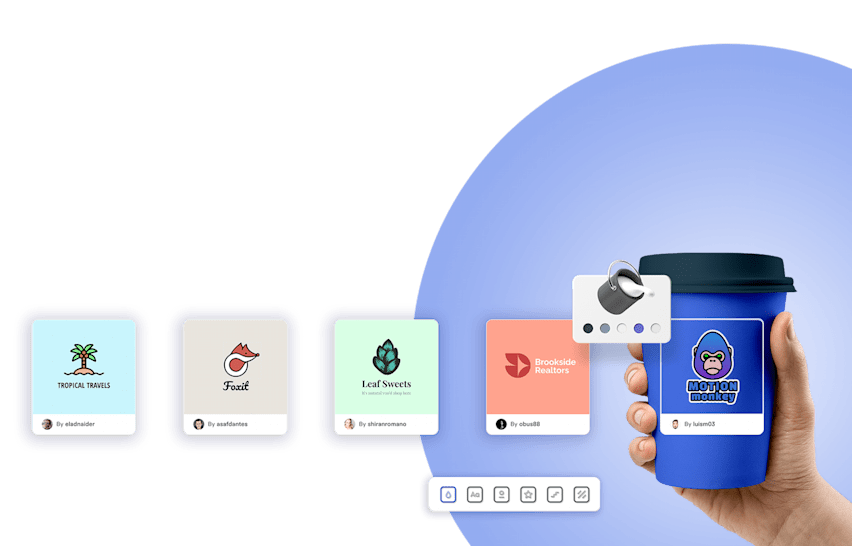 TROPICAL TRAVELS
By eladnaider
Foxit
By asafdantes
Leaf Sweets
By shiranromano
Brookside
Realtors
By obus88
MOTION
monkey
By luism03
Aa